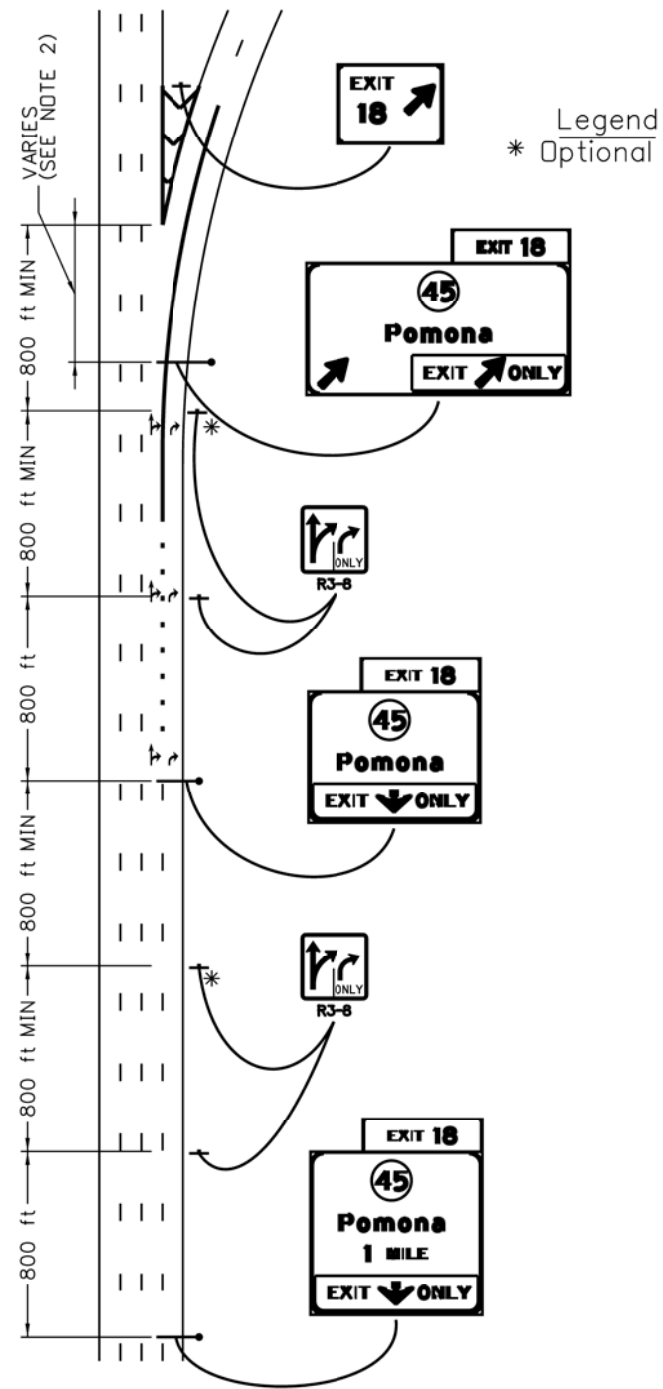 VARIES
(SEE NOTE 2)
EXIT
18
Legend
* Optional
EXIT 18
45
Pomona
EXIT ONLY
800 ft MIN
*
800 ft MIN
ONLY
R3-8
800 ft
EXIT 18
45
Pomona
EXIT ONLY
800 ft MIN
*
ONLY
R3-8
800 ft MIN
EXIT 18
45
Pomona
1 MILE
EXIT ONLY
800 ft